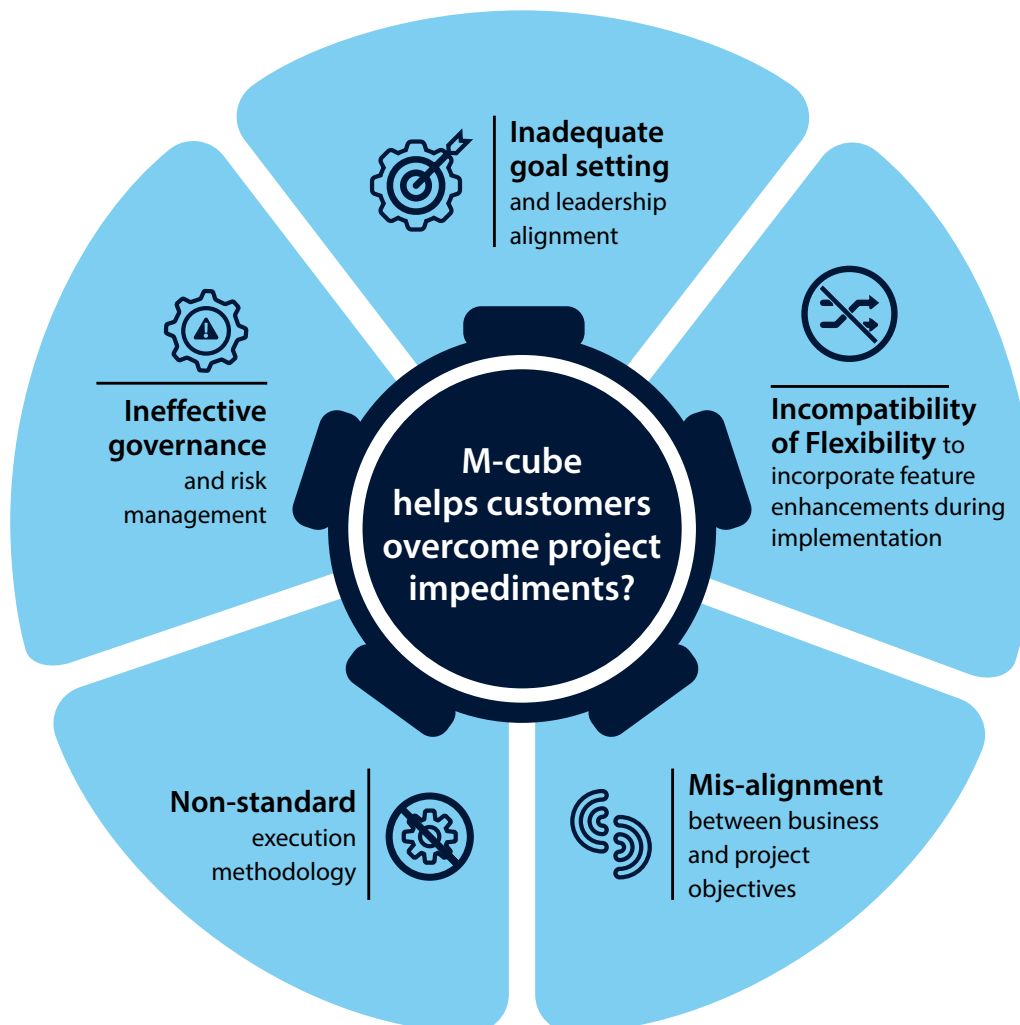 Inadequate
goal setting
and leadership
alignment
Incompatibility
of Flexibility to
incorporate feature
enhancements during
implementation
Mis-alignment
between business
and project
objectives
Non-standard
execution
methodology
Ineffective
governance
and risk
management
M-cube
helps customers
overcome project
impediments?